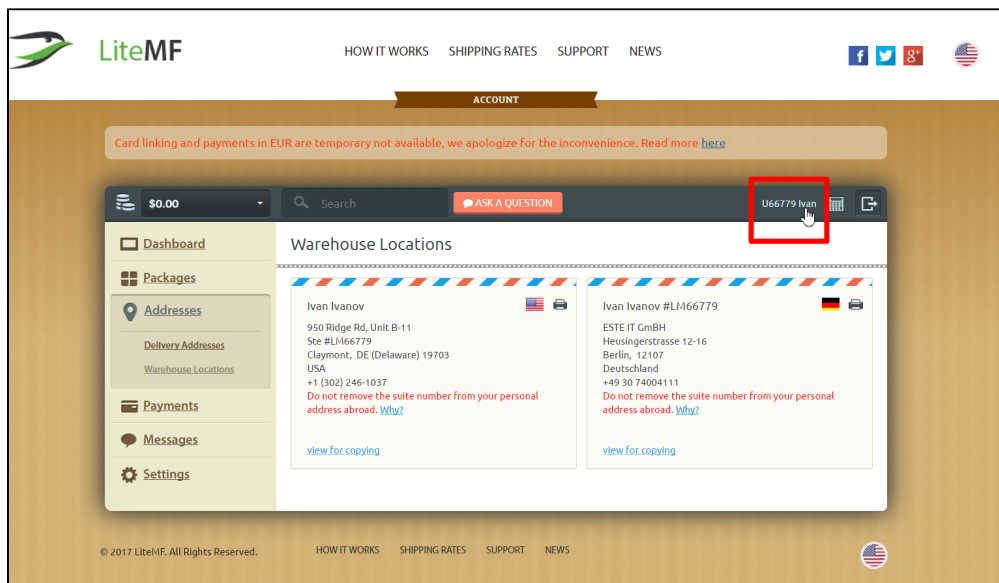 LiteMF
HOW IT WORKS SHIPPING RATES SUPPORT NEWS
f
8+
ACCOUNT
Card linking and payments in EUR are temporary not available, we apologize for the inconvenience. Read more here
$0.00
Search
ASK A QUESTION
U66779 Ivan
Dashboard
Packages
Addresses
Delivery Addresses
Warehouse Locations
Payments
Messages
Settings
Warehouse Locations
Ivan Ivanov
950 Ridge Rd, Unit B-11
Ste #LM66779
Claymont, DE (Delaware) 19703
USA
+1 (302) 246-1037
Do not remove the suite number from your personal
address abroad. Why?
view for copying
Ivan Ivanov #LM66779
ESTE IT GmBH
Heusingerstrasse 12-16
Berlin, 12107
Deutschland
+49 30 74004111
Do not remove the suite number from your personal
address abroad. Why?
view for copying
© 2017 LiteMF. All Rights Reserved.
HOW IT WORKS SHIPPING RATES SUPPORT NEWS